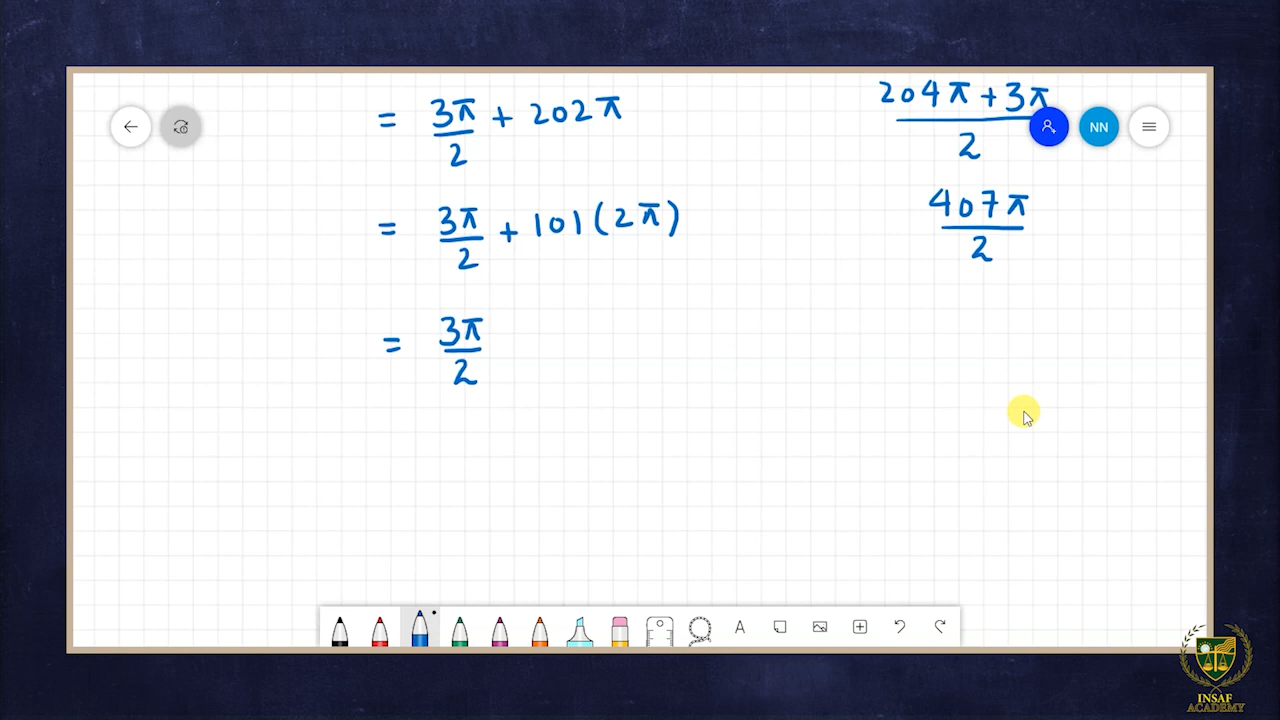 = 3π/2 + 202π
= 3π/2 + 101(2π)
= 3π/2
204π + 3π
2
407π
2
NN
A
INSAF
ACADEMY